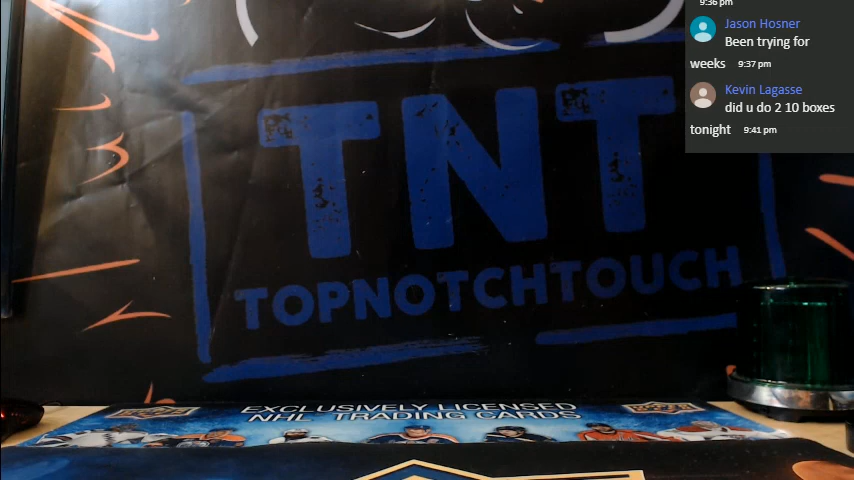 9:36 pm
Jason Hosner
Been trying for
weeks 9:37 pm
Kevin Lagasse
did u do 2 10 boxes
tonight 9:41 pm
TNT
TOPNOTCHTOUCH
EXCLUSIVELY LICENSED
NHL TRADING CARDS